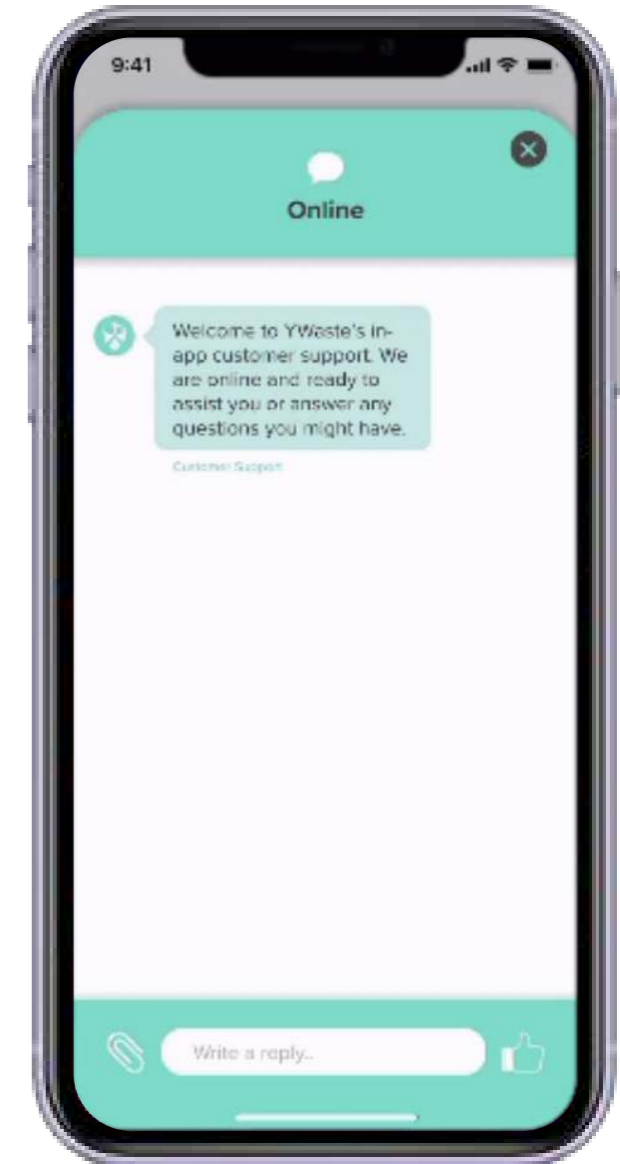 9:41
Online
Welcome to YWaste's in-
app customer support. We
are online and ready to
assist you or answer any
questions you might have.
Customer Support
Write a reply..